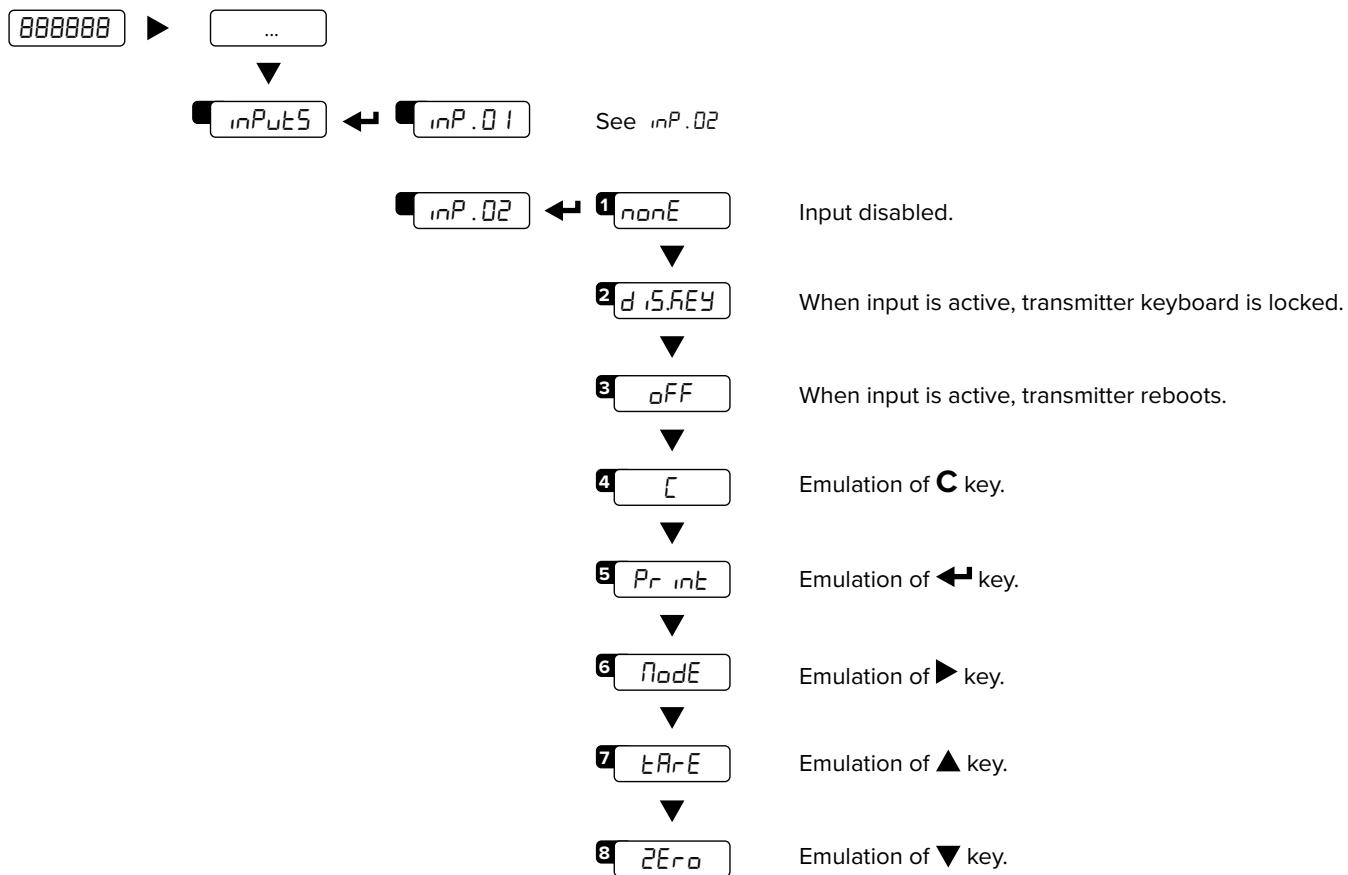 888888 ...
inPutS inP.01 See inP.02
inP.02 1 nonE Input disabled.
2 diS.KEY When input is active, transmitter keyboard is locked.
3 oFF When input is active, transmitter reboots.
4 C Emulation of C key.
5 Print Emulation of key.
6 ModE Emulation of key.
7 tArE Emulation of key.
8 ZEro Emulation of key.